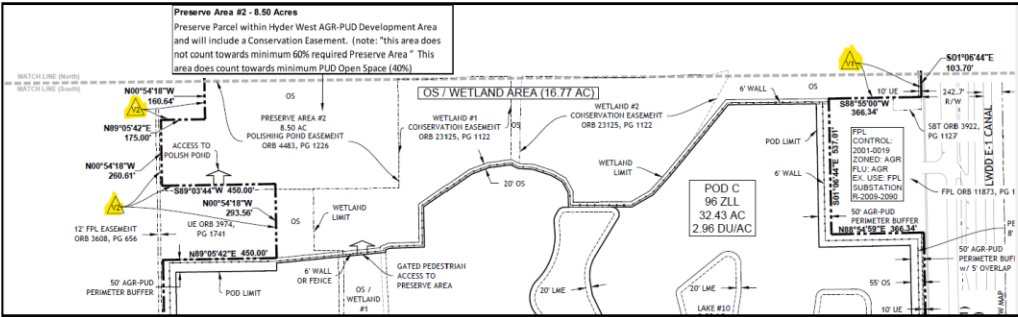 Preserve Area #2 - 8.50 Acres
Preserve Parcel within Hyder West AGR-PUD Development Area
and will include a Conservation Easement. (note: "this area does
not count towards minimum 60% required Preserve Area " This
area does count towards minimum PUD Open Space (40%)
MATCH LINE (North)
MATCH LINE (South)
N00°54'18"W
160.64'
V2
N89°05'42"E
175.00'
N00°54'18"W
260.61'
ACCESS TO
POLISH POND
S89°03'44"W 450.00'
N00°54'18"W
293.56'
V2
12' FPL EASEMENT
ORB 3608, PG 656
UE ORB 3974,
PG 1741
N89°05'42"E 450.00'
50' AGR-PUD
PERIMETER BUFFER
POD LIMIT
OS
PRESERVE AREA #2
8.50 AC
POLISHING POND EASEMENT
ORB 4483, PG 1226
OS
WETLAND
LIMIT
6' WALL
OR FENCE
OS /
WETLAND
#1
GATED PEDESTRIAN
ACCESS TO
PRESERVE AREA
OS / WETLAND AREA (16.77 AC)
WETLAND #1
CONSERVATION EASEMENT
ORB 23125, PG 1122
OS
WETLAND #2
CONSERVATION EASEMENT
ORB 23125, PG 1122
20' OS
WETLAND
LIMIT
20' LME
20' LME
LAKE #10
POD C
96 ZLL
32.43 AC
2.96 DU/AC
6' WALL
OS
V1
10' UE
S01°06'44"E
103.70'
S88°55'00"W
366.34'
242.7'
R/W
SBT ORB 3922,
PG 1127
POD LIMIT
6' WALL
S01°06'44"E 537.01'
FPL
CONTROL:
2001-0019
ZONED: AGR
FLU: AGR
EX. USE: FPL
SUBSTATION
R-2009-2090
FPL ORB 11873, PG 1
LWDD E-1 CANAL
50' AGR-PUD
PERIMETER BUFFER
N88°54'59"E 366.34'
50' AGR-PUD
PERIMETER BUFI
w/ 5' OVERLAP
55' OS
10' UE